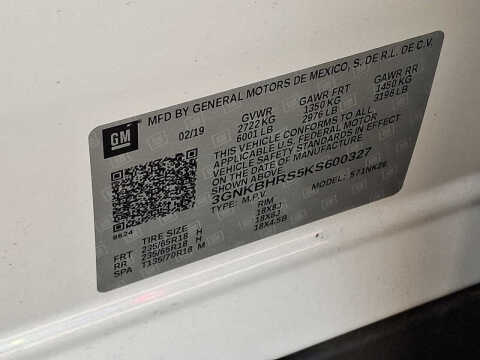 GM
MFD BY GENERAL MOTORS DE MEXICO, S. DE R.L. DE C.V.
02/19 GVWR GAWR FRT GAWR RR
2722 KG 1350 KG 1450 KG
6001 LB 2976 LB 3196 LB
THIS VEHICLE CONFORMS TO ALL
APPLICABLE U.S. FEDERAL MOTOR
VEHICLE SAFETY STANDARDS IN EFFECT
ON THE DATE OF MANUFACTURE
SHOWN ABOVE.
3GNKBHRS5KS600327
TYPE: M.P.V. MODEL: 1NK26
9824
TIRE SIZE RIM
FRT 235/65R18 H 18X8J
RR 235/65R18 H 18X8J
SPA T135/70R18 M 18X4.5B